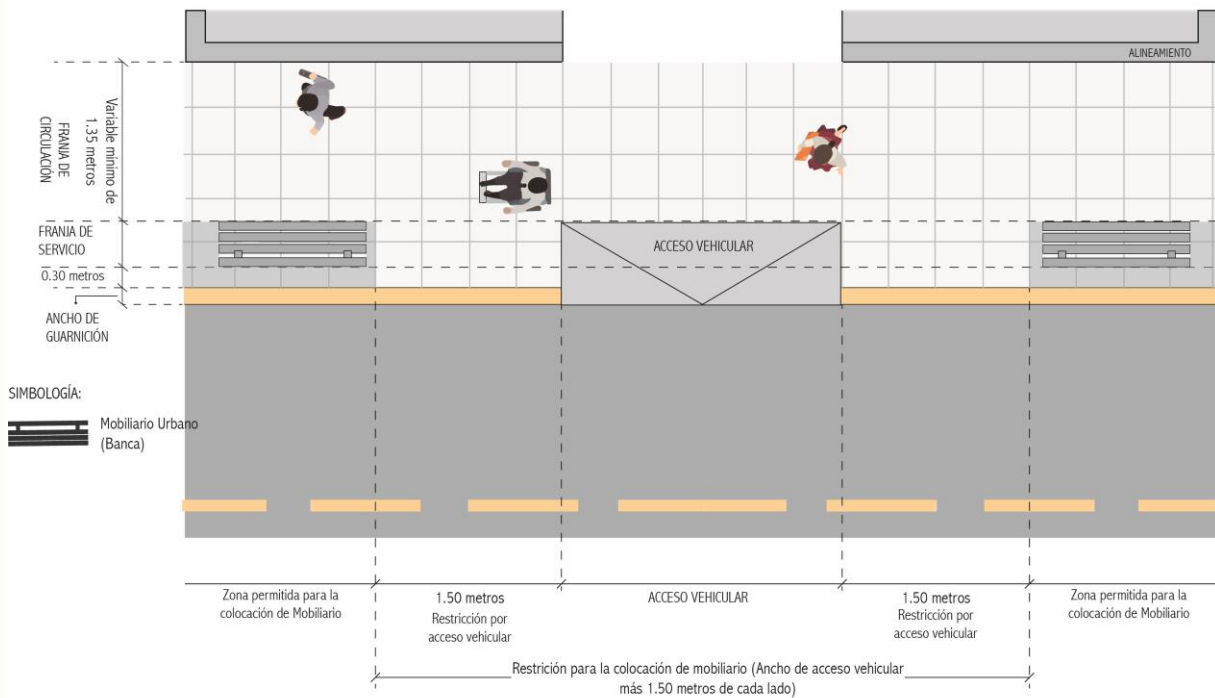 ALINEAMIENTO
Variable mínimo de
1.35 metros
FRANJA DE
CIRCULACIÓN
FRANJA DE
SERVICIO
ACCESO VEHICULAR
0.30 metros
ANCHO DE
GUARNICIÓN
SIMBOLOGÍA:
Mobiliario Urbano
(Banca)
Zona permitida para la
colocación de Mobiliario
1.50 metros
Restricción por
acceso vehicular
ACCESO VEHICULAR
1.50 metros
Restricción por
acceso vehicular
Zona permitida para la
colocación de Mobiliario
Restrición para la colocación de mobiliario (Ancho de acceso vehicular
más 1.50 metros de cada lado)